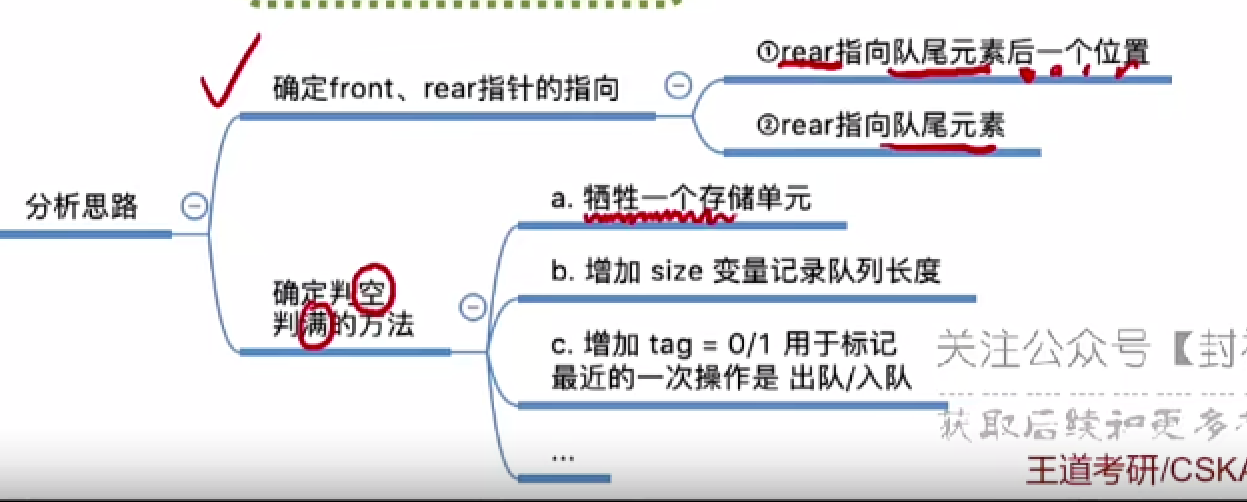 ①rear指向队尾元素后一个位置
确定front、rear指针的指向
②rear指向队尾元素
分析思路
a. 牺牲一个存储单元
b. 增加 size 变量记录队列长度
确定判空
判满的方法
c. 增加 tag = 0/1 用于标记
最近的一次操作是 出队/入队
...
关注公众号【封
获取后续和更多
王道考研/CSKA